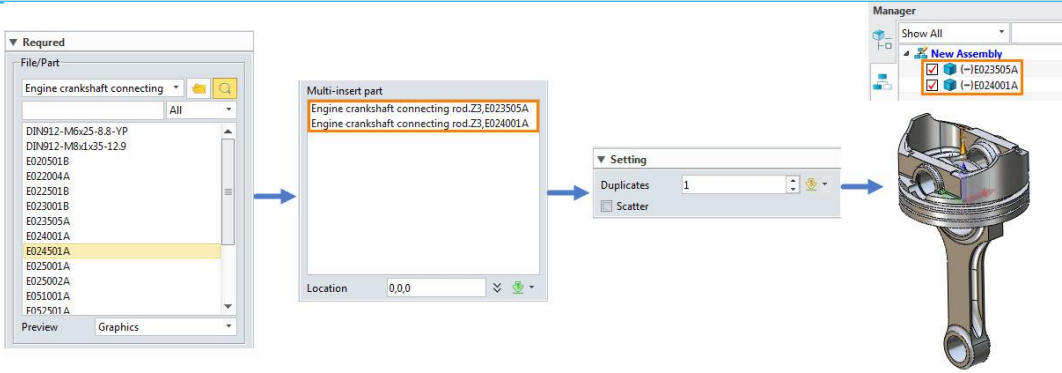 Requred
File/Part
Engine crankshaft connecting
All
DIN912-M6x25-8.8-YP
DIN912-M8x1x35-12.9
E020501B
E022004A
E022501B
E023001B
E023505A
E024001A
E024501A
E025001A
E025002A
E051001A
E052501A
Preview Graphics
Multi-insert part
Engine crankshaft connecting rod.Z3,E023505A
Engine crankshaft connecting rod.Z3,E024001A
Location 0,0,0
Setting
Duplicates 1
Scatter
Manager
Show All
New Assembly
(-)E023505A
(-)E024001A